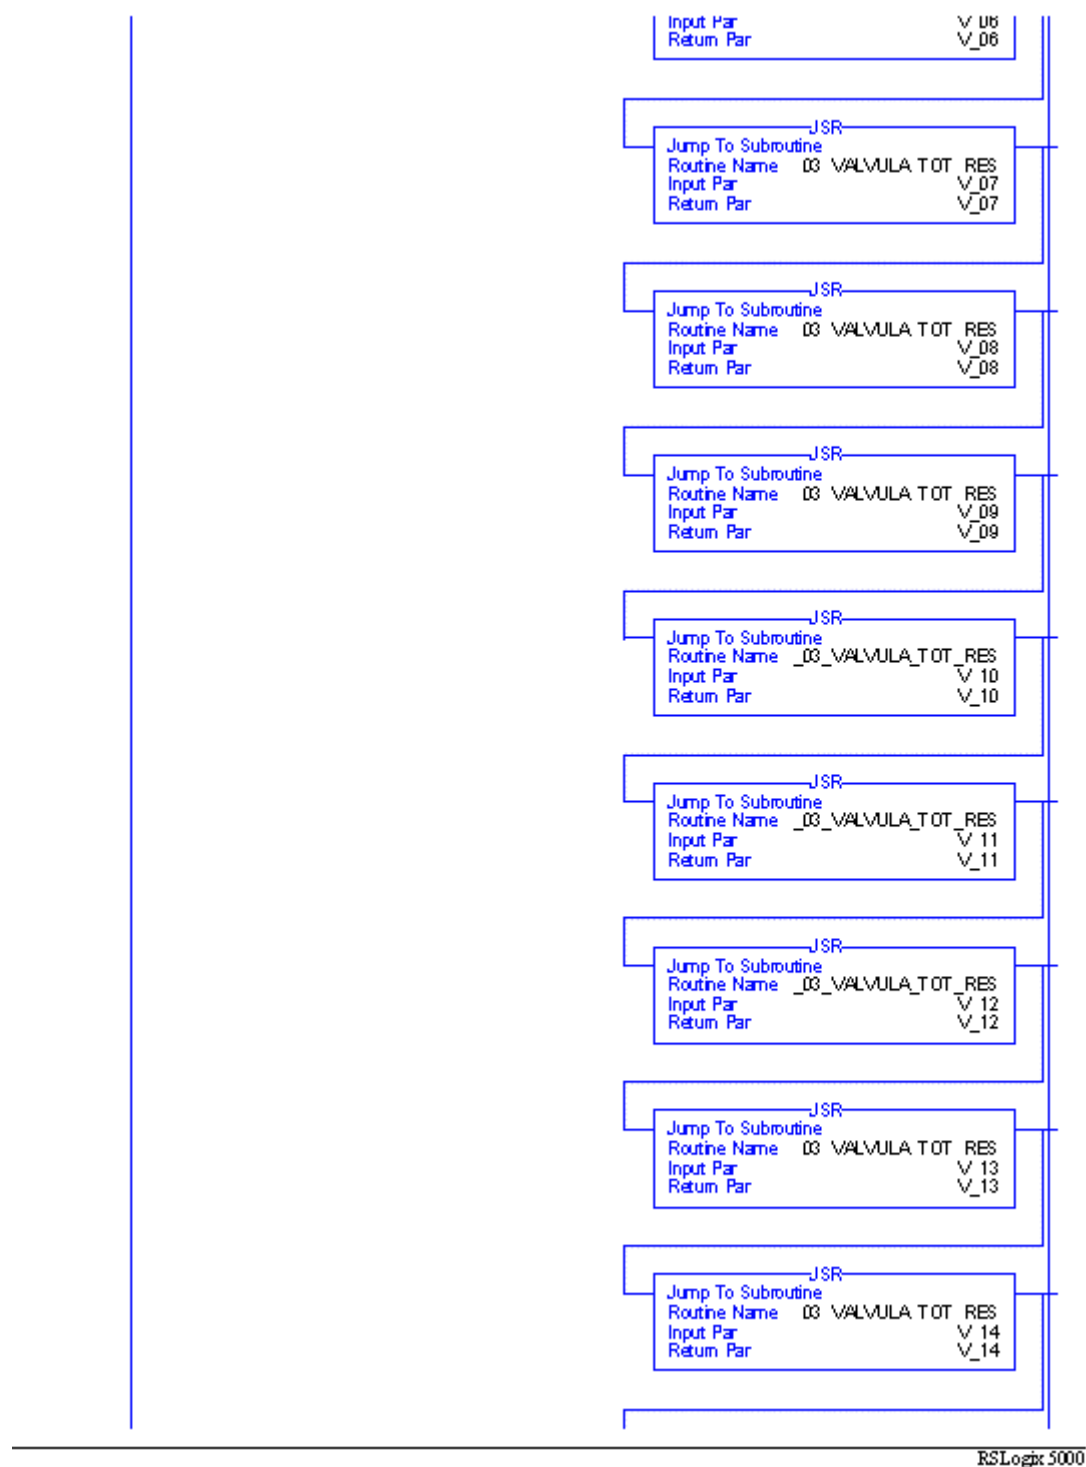 Input Par V_06
Return Par V_06
JSR
Jump To Subroutine
Routine Name _03_VALVULA_TOT_RES
Input Par V_07
Return Par V_07
JSR
Jump To Subroutine
Routine Name _03_VALVULA_TOT_RES
Input Par V_08
Return Par V_08
JSR
Jump To Subroutine
Routine Name _03_VALVULA_TOT_RES
Input Par V_09
Return Par V_09
JSR
Jump To Subroutine
Routine Name _03_VALVULA_TOT_RES
Input Par V_10
Return Par V_10
JSR
Jump To Subroutine
Routine Name _03_VALVULA_TOT_RES
Input Par V_11
Return Par V_11
JSR
Jump To Subroutine
Routine Name _03_VALVULA_TOT_RES
Input Par V_12
Return Par V_12
JSR
Jump To Subroutine
Routine Name _03_VALVULA_TOT_RES
Input Par V_13
Return Par V_13
JSR
Jump To Subroutine
Routine Name _03_VALVULA_TOT_RES
Input Par V_14
Return Par V_14
RSLogix 5000